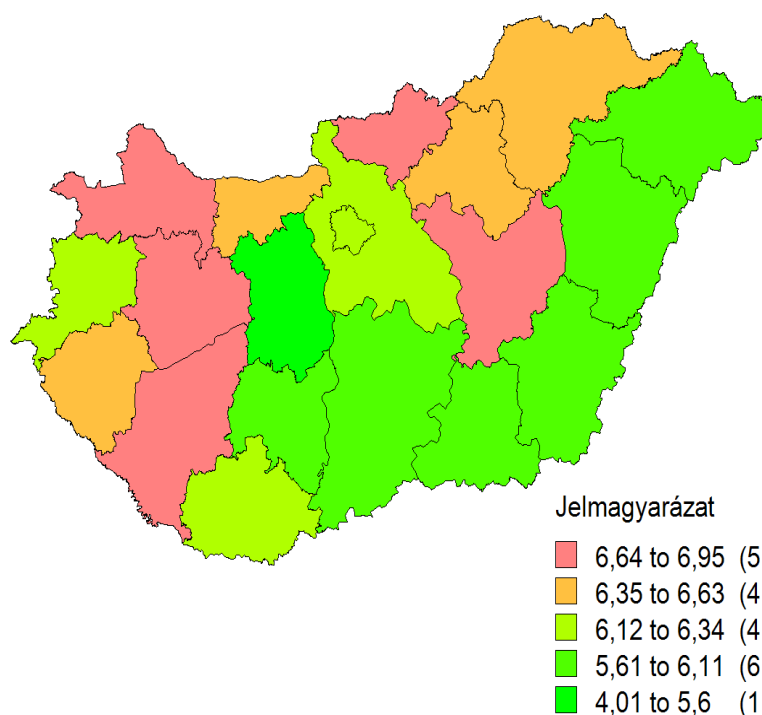 Jelmagyarázat
6,64 to 6,95 (5
6,35 to 6,63 (4
6,12 to 6,34 (4
5,61 to 6,11 (6
4,01 to 5,6 (1